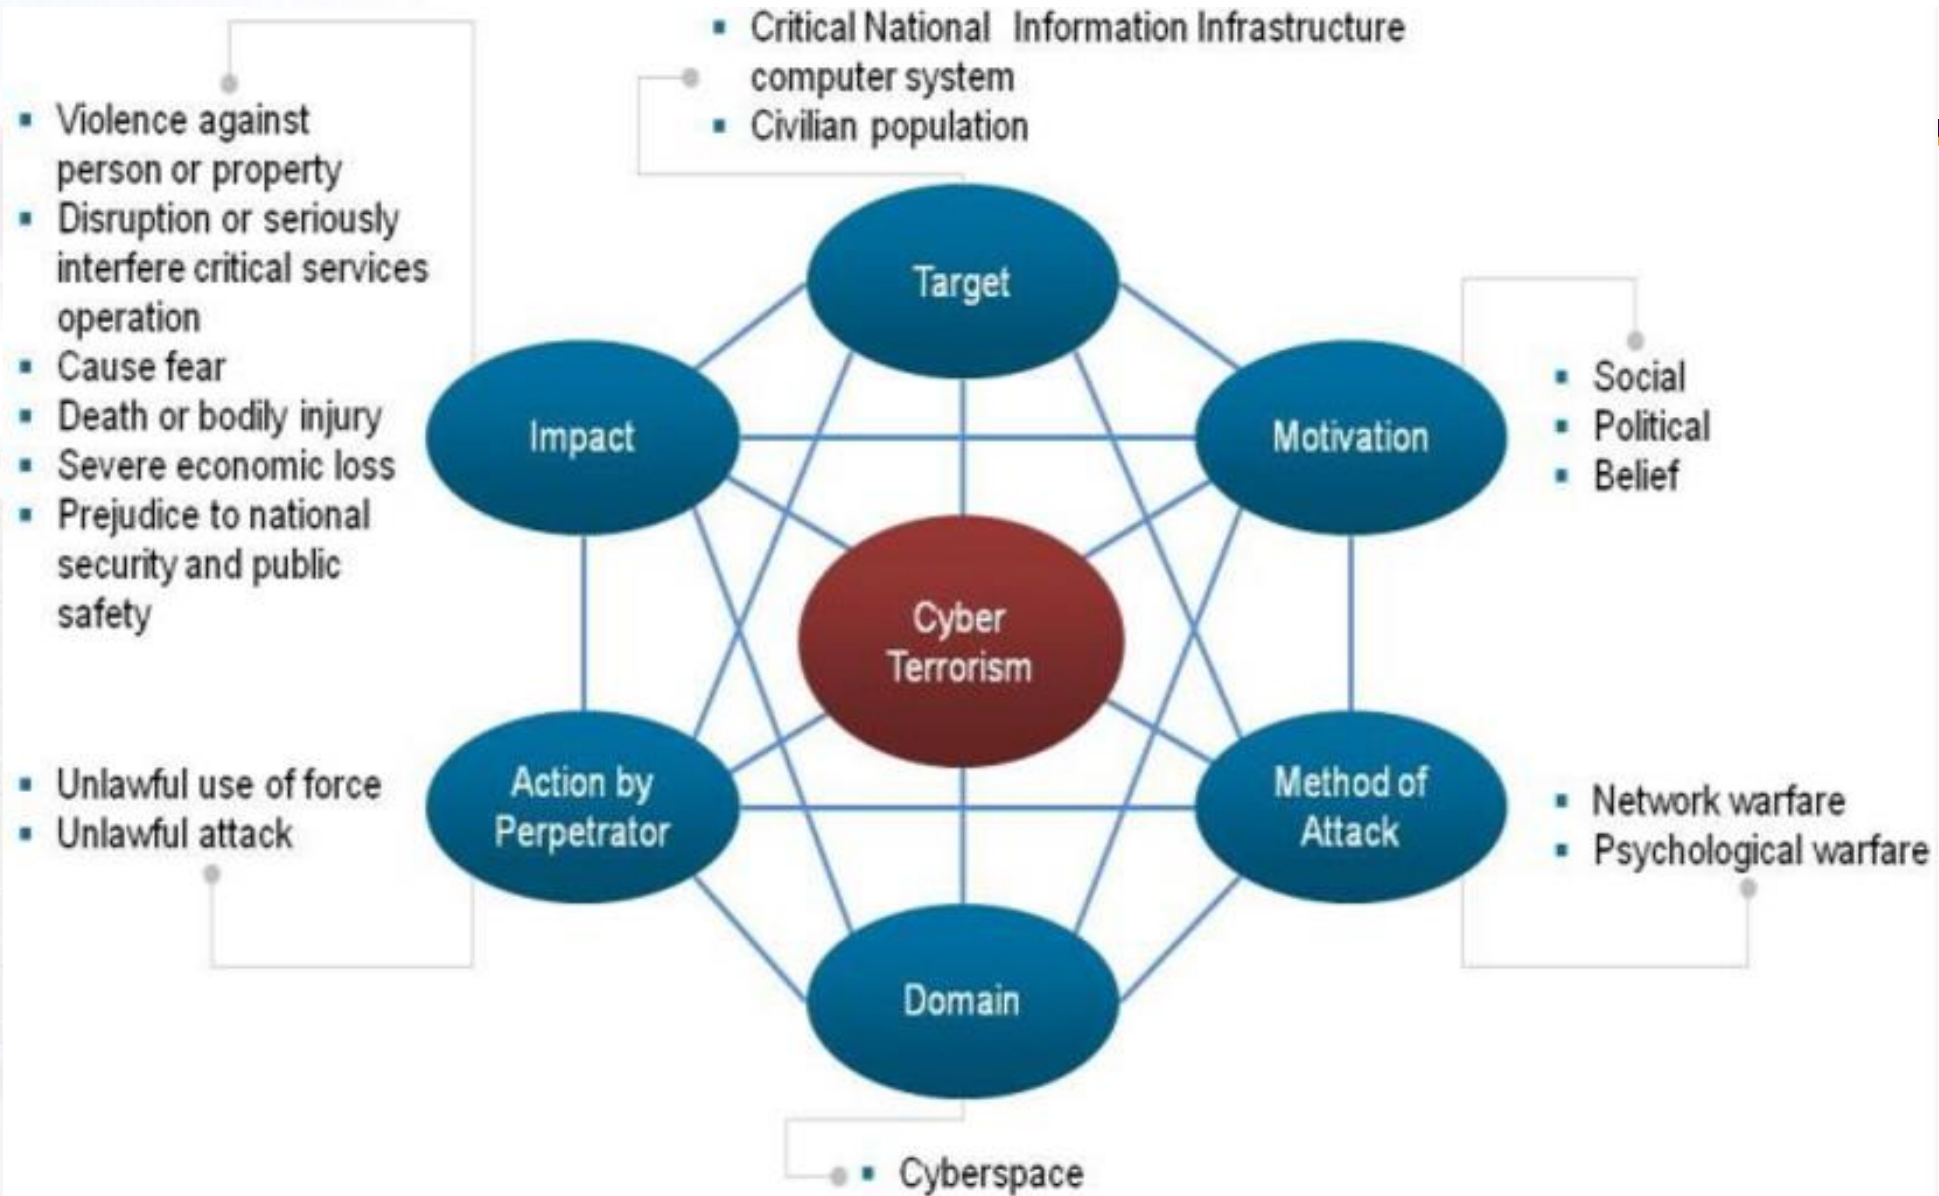 Critical National Information Infrastructure
computer system
Civilian population
Violence against
person or property
Disruption or seriously
interfere critical services
operation
Cause fear
Death or bodily injury
Severe economic loss
Prejudice to national
security and public
safety
Target
Impact
Motivation
Social
Political
Belief
Cyber
Terrorism
Unlawful use of force
Unlawful attack
Action by
Perpetrator
Method of
Attack
Network warfare
Psychological warfare
Domain
Cyberspace